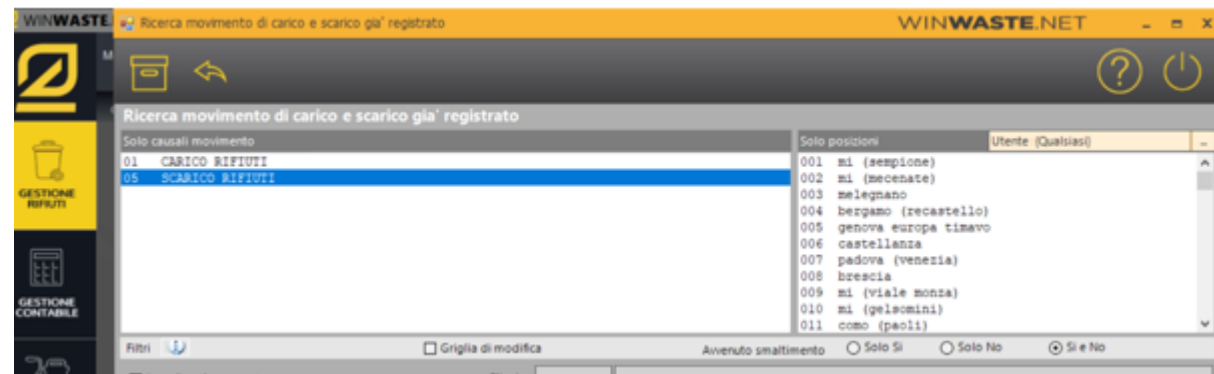 WINWASTE.
Ricerca movimento di carico e scarico gia' registrato
WINWASTE.NET
M
Ricerca movimento di carico e scarico gia' registrato
Solo causali movimento
Solo posizioni
Utente (Qualsiasi)
01 CARICO RIFIUTI
05 SCARICO RIFIUTI
001 mi (sempione)
002 mi (mecenate)
003 melegnano
004 bergamo (recastello)
005 genova europa timavo
006 castellanza
007 padova (venezia)
008 brescia
009 mi (viale monza)
010 mi (gelsomini)
011 como (paoli)
GESTIONE
RIFIUTI
GESTIONE
CONTABILE
Filtri
Griglia di modifica
Avvenuto smaltimento
Solo Si
Solo No
Si e No